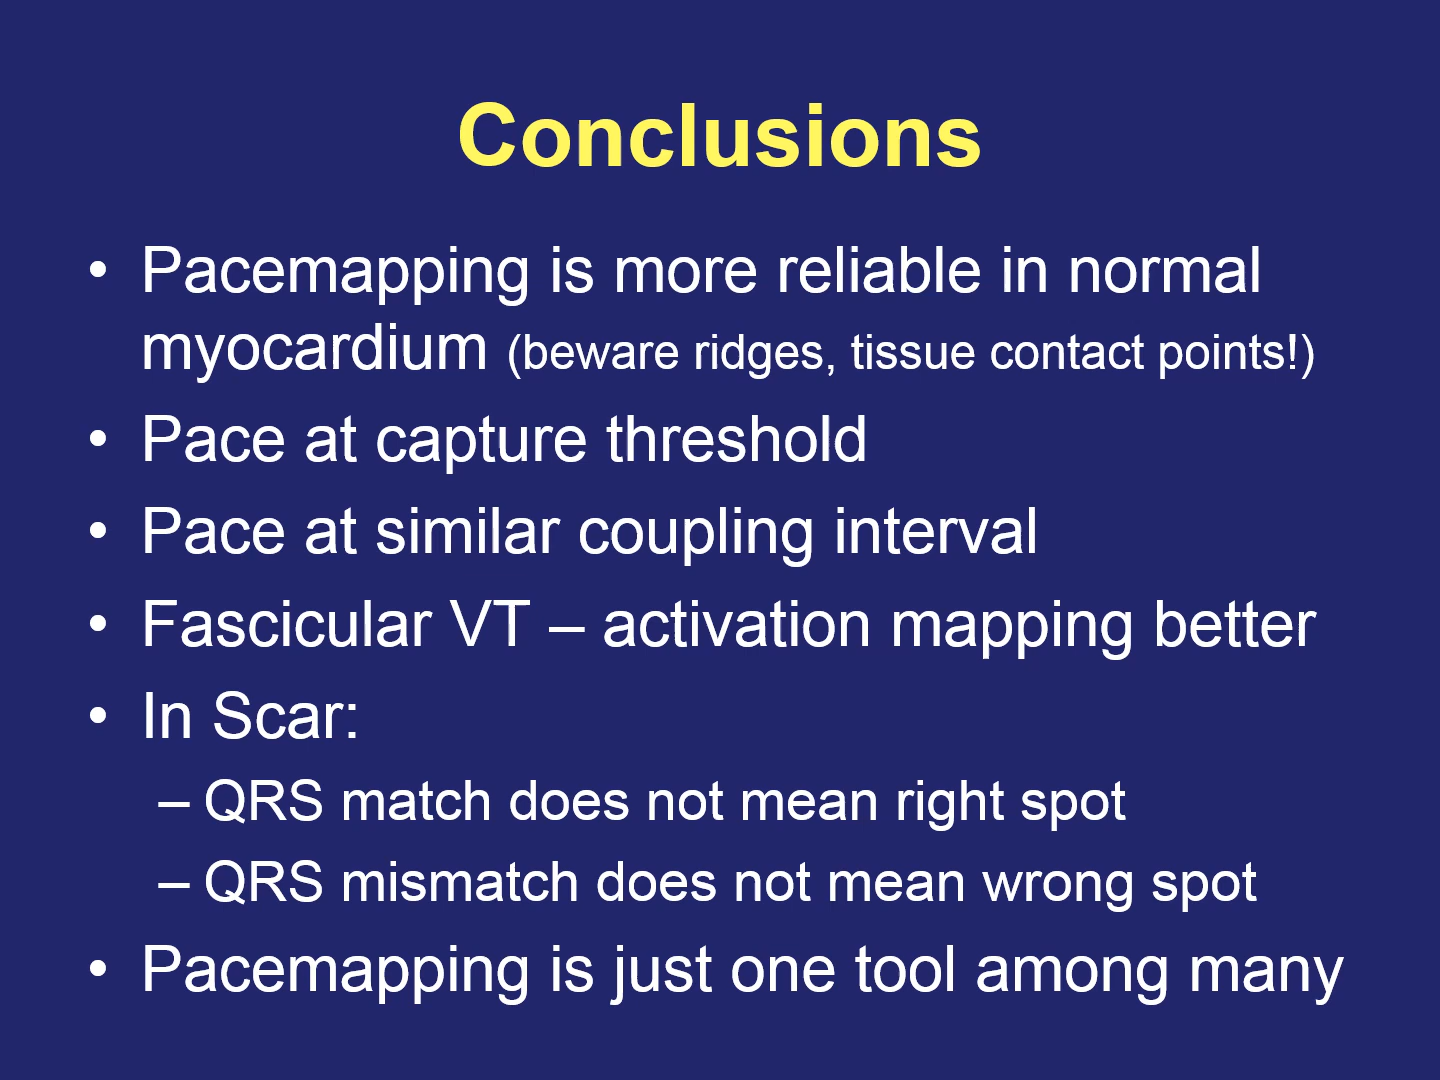 Conclusions
• Pacemapping is more reliable in normal
myocardium (beware ridges, tissue contact points!)
• Pace at capture threshold
• Pace at similar coupling interval
• Fascicular VT – activation mapping better
• In Scar:
– QRS match does not mean right spot
– QRS mismatch does not mean wrong spot
• Pacemapping is just one tool among many